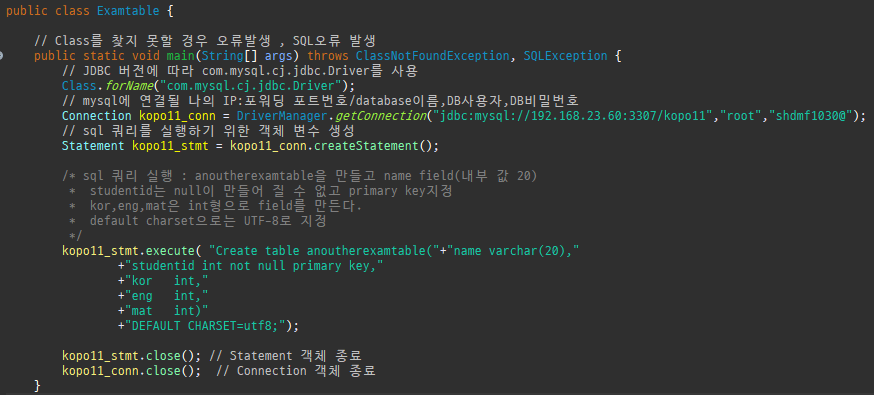 public class Examtable {
// Class를 찾지 못할 경우 오류발생 , SQL오류 발생
public static void main(String[] args) throws ClassNotFoundException, SQLException {
// JDBC 버전에 따라 com.mysql.cj.jdbc.Driver를 사용
Class.forName("com.mysql.cj.jdbc.Driver");
// mysql에 연결될 나의 IP:포워딩 포트번호/database이름,DB사용자,DB비밀번호
Connection kopo11_conn = DriverManager.getConnection("jdbc:mysql://192.168.23.60:3307/kopo11","root","shdmf1030@");
// sql 쿼리를 실행하기 위한 객체 변수 생성
Statement kopo11_stmt = kopo11_conn.createStatement();
/* sql 쿼리 실행 : anoutherexamtable을 만들고 name field(내부 값 20)
* studentid는 null이 만들어 질 수 없고 primary key지정
* kor,eng,mat은 int형으로 field를 만든다.
* default charset으로는 UTF-8로 지정
*/
kopo11_stmt.execute( "Create table anoutherexamtable("+"name varchar(20),"
+"studentid int not null primary key,"
+"kor   int,"
+"eng   int,"
+"mat   int)"
+"DEFAULT CHARSET=utf8;");
kopo11_stmt.close(); // Statement 객체 종료
kopo11_conn.close();  // Connection 객체 종료
}